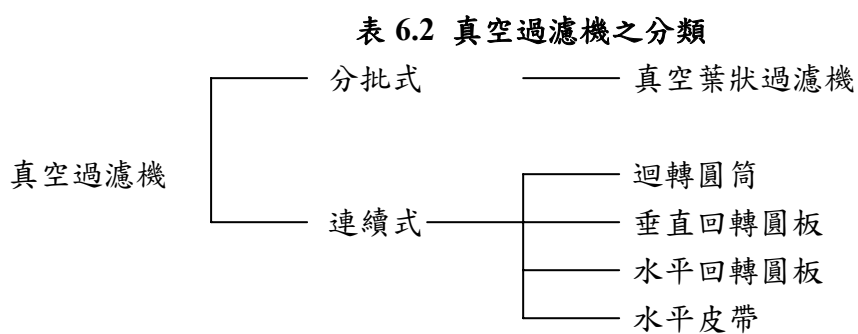 表 6.2 真空過濾機之分類
分批式 真空葉狀過濾機
真空過濾機
迴轉圓筒
連續式
垂直回轉圓板
水平回轉圓板
水平皮帶